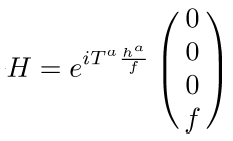 $H = e^{iT^a \frac{h^a}{f}} \begin{pmatrix} 0 \\ 0 \\ 0 \\ f \end{pmatrix}$